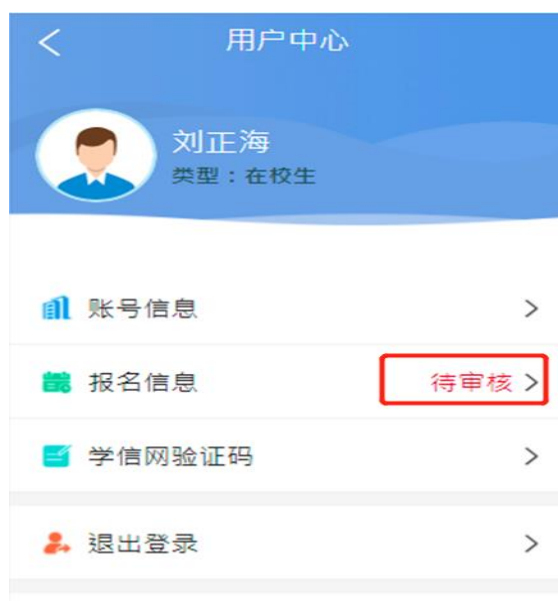 用户中心
刘正海
类型：在校生
账号信息
报名信息 待审核
学信网验证码
退出登录